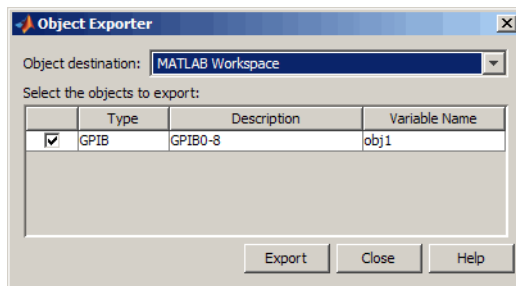 Object Exporter
Object destination: MATLAB Workspace
Select the objects to export:
Type Description Variable Name
GPIB GPIB0-8 obj1
Export Close Help